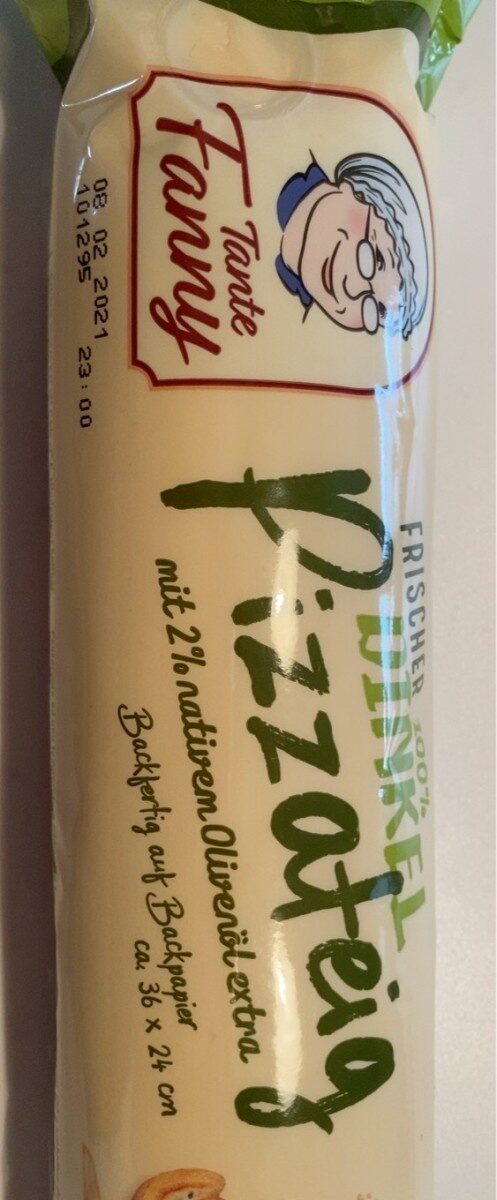 Tante
Fanny
08 02 2021 23:00
101295
FRISCHER 100%
DINKEL
Pizzateig
mit 2% nativem Olivenöl extra
Backfertig auf Backpapier
ca. 36 x 24 cm